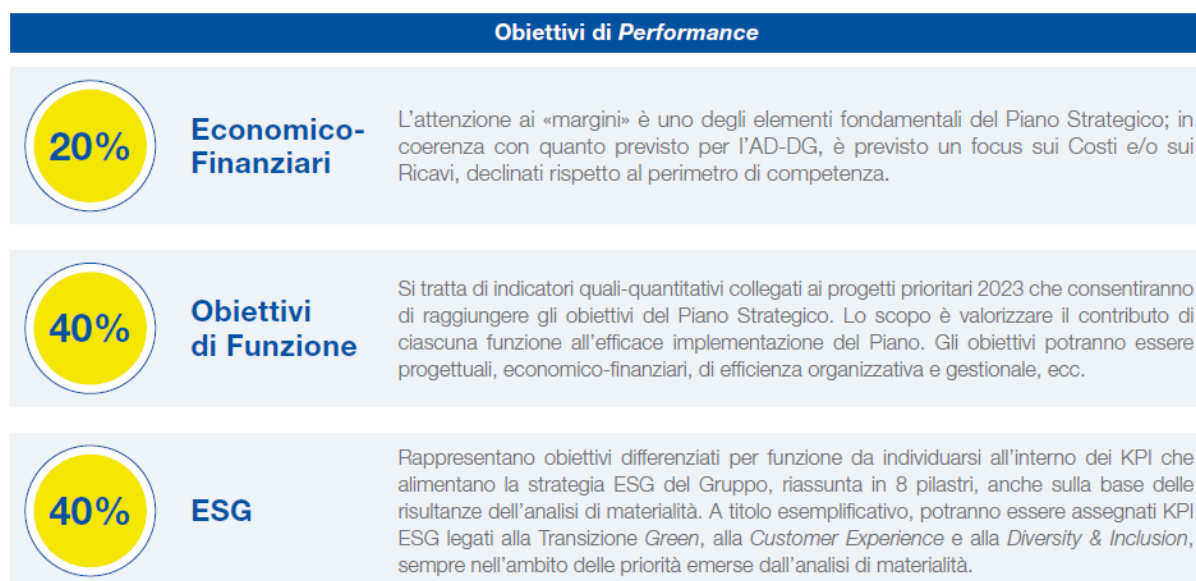 Obiettivi di Performance
20%
Economico-
Finanziari
L'attenzione ai «margini» è uno degli elementi fondamentali del Piano Strategico; in
coerenza con quanto previsto per l'AD-DG, è previsto un focus sui Costi e/o sui
Ricavi, declinati rispetto al perimetro di competenza.
40%
Obiettivi
di Funzione
Si tratta di indicatori quali-quantitativi collegati ai progetti prioritari 2023 che consentiranno
di raggiungere gli obiettivi del Piano Strategico. Lo scopo è valorizzare il contributo di
ciascuna funzione all'efficace implementazione del Piano. Gli obiettivi potranno essere
progettuali, economico-finanziari, di efficienza organizzativa e gestionale, ecc.
40%
ESG
Rappresentano obiettivi differenziati per funzione da individuarsi all'interno dei KPI che
alimentano la strategia ESG del Gruppo, riassunta in 8 pilastri, anche sulla base delle
risultanze dell'analisi di materialità. A titolo esemplificativo, potranno essere assegnati KPI
ESG legati alla Transizione Green, alla Customer Experience e alla Diversity & Inclusion,
sempre nell'ambito delle priorità emerse dall'analisi di materialità.